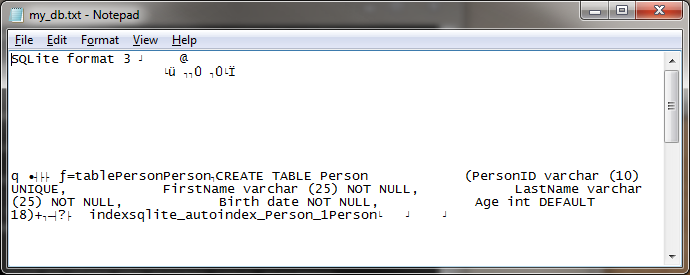 my_db.txt - Notepad
File Edit Format View Help
SQLite format 3 ┘ @
└ü ┐┐Û ┐Û└Ï
q •┤├├ ƒ=tablePersonPerson┐CREATE TABLE Person (PersonID varchar (10)
UNIQUE, FirstName varchar (25) NOT NULL, LastName varchar
(25) NOT NULL, Birth date NOT NULL, Age int DEFAULT
18)+┐┤?├ indexsqlite_autoindex_Person_1Person└ ┘ ┘